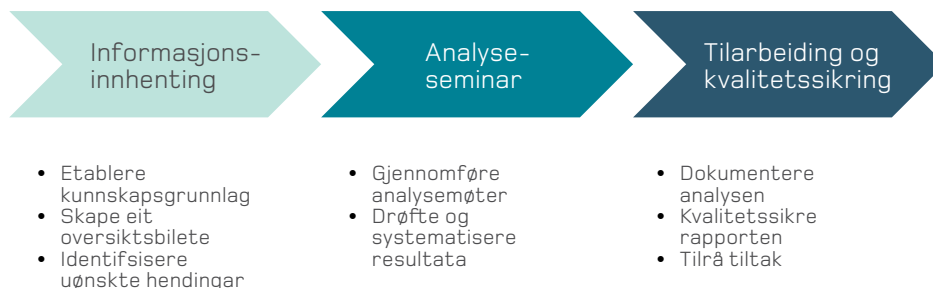 Informasjons-
innhenting
Analyse-
seminar
Tilarbeiding og
kvalitetssikring
• Etablere
kunnskapsgrunnlag
• Skape eit
oversiktsbilete
• Identifsisere
uønskte hendingar
• Gjennomføre
analysemøter
• Drøfte og
systematisere
resultata
• Dokumentere
analysen
• Kvalitetssikre
rapporten
• Tilrå tiltak